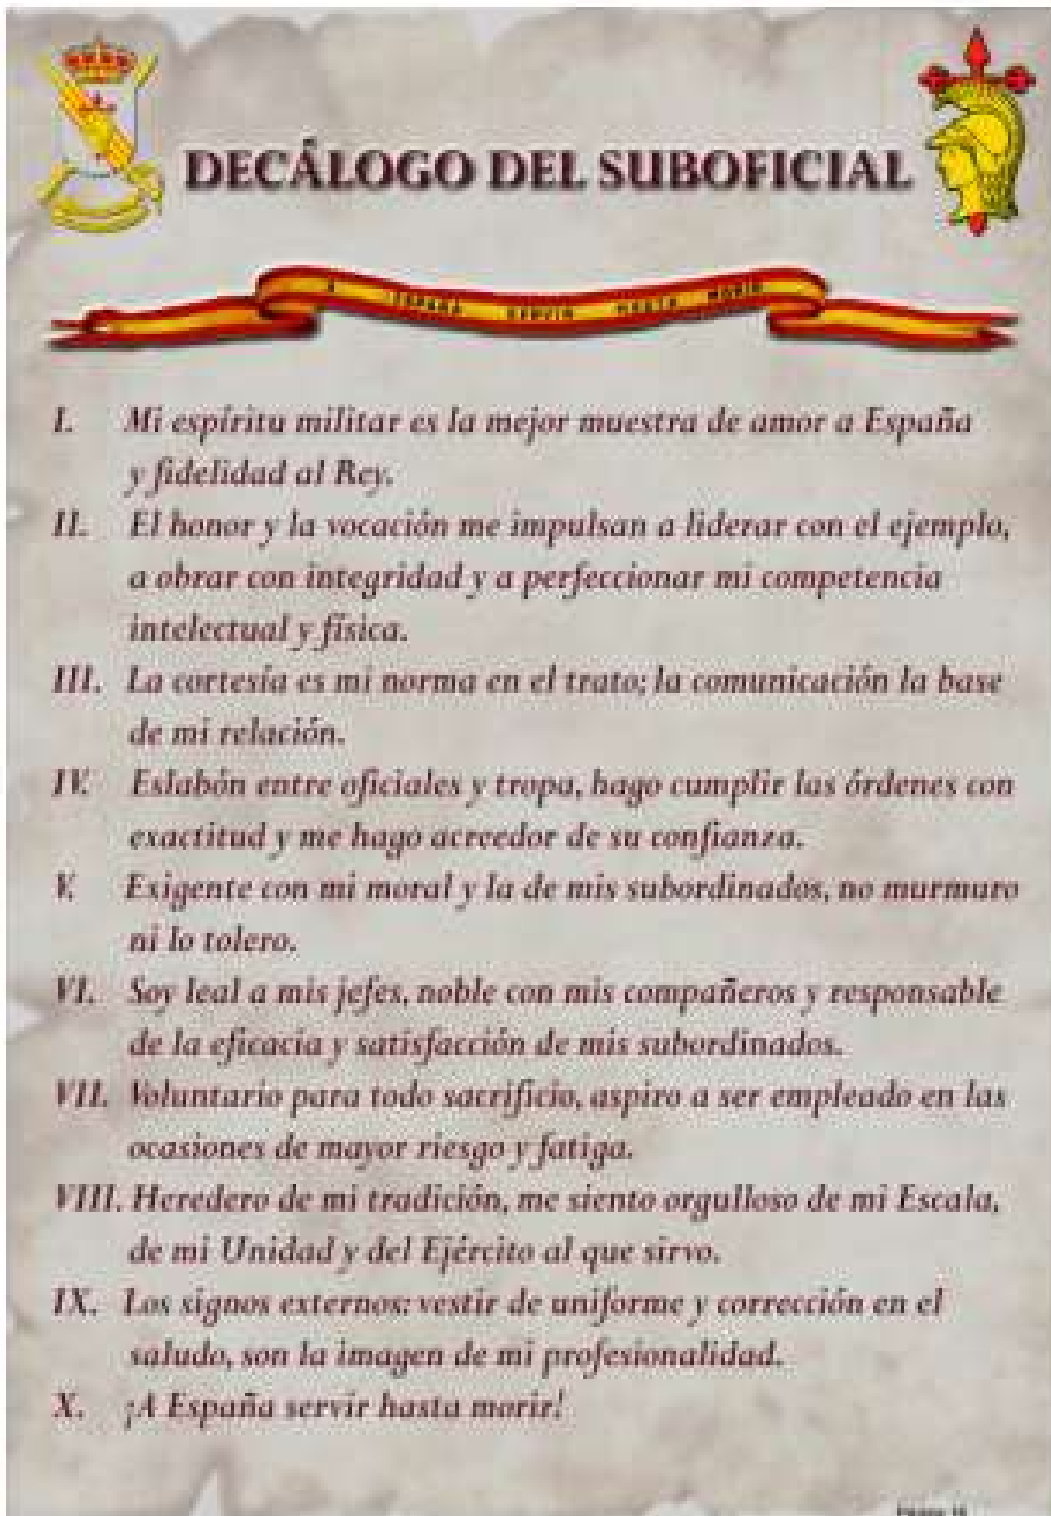 DECÁLOGO DEL SUBOFICIAL
A ESPAÑA SERVIR HASTA MORIR
I. Mi espíritu militar es la mejor muestra de amor a España
y fidelidad al Rey.
II. El honor y la vocación me impulsan a liderar con el ejemplo,
a obrar con integridad y a perfeccionar mi competencia
intelectual y física.
III. La cortesía es mi norma en el trato; la comunicación la base
de mi relación.
IV. Eslabón entre oficiales y tropa, hago cumplir las órdenes con
exactitud y me hago acreedor de su confianza.
V. Exigente con mi moral y la de mis subordinados, no murmuro
ni lo tolero.
VI. Soy leal a mis jefes, noble con mis compañeros y responsable
de la eficacia y satisfacción de mis subordinados.
VII. Voluntario para todo sacrificio, aspiro a ser empleado en las
ocasiones de mayor riesgo y fatiga.
VIII. Heredero de mi tradición, me siento orgulloso de mi Escala,
de mi Unidad y del Ejército al que sirvo.
IX. Los signos externos: vestir de uniforme y corrección en el
saludo, son la imagen de mi profesionalidad.
X. ¡A España servir hasta morir!